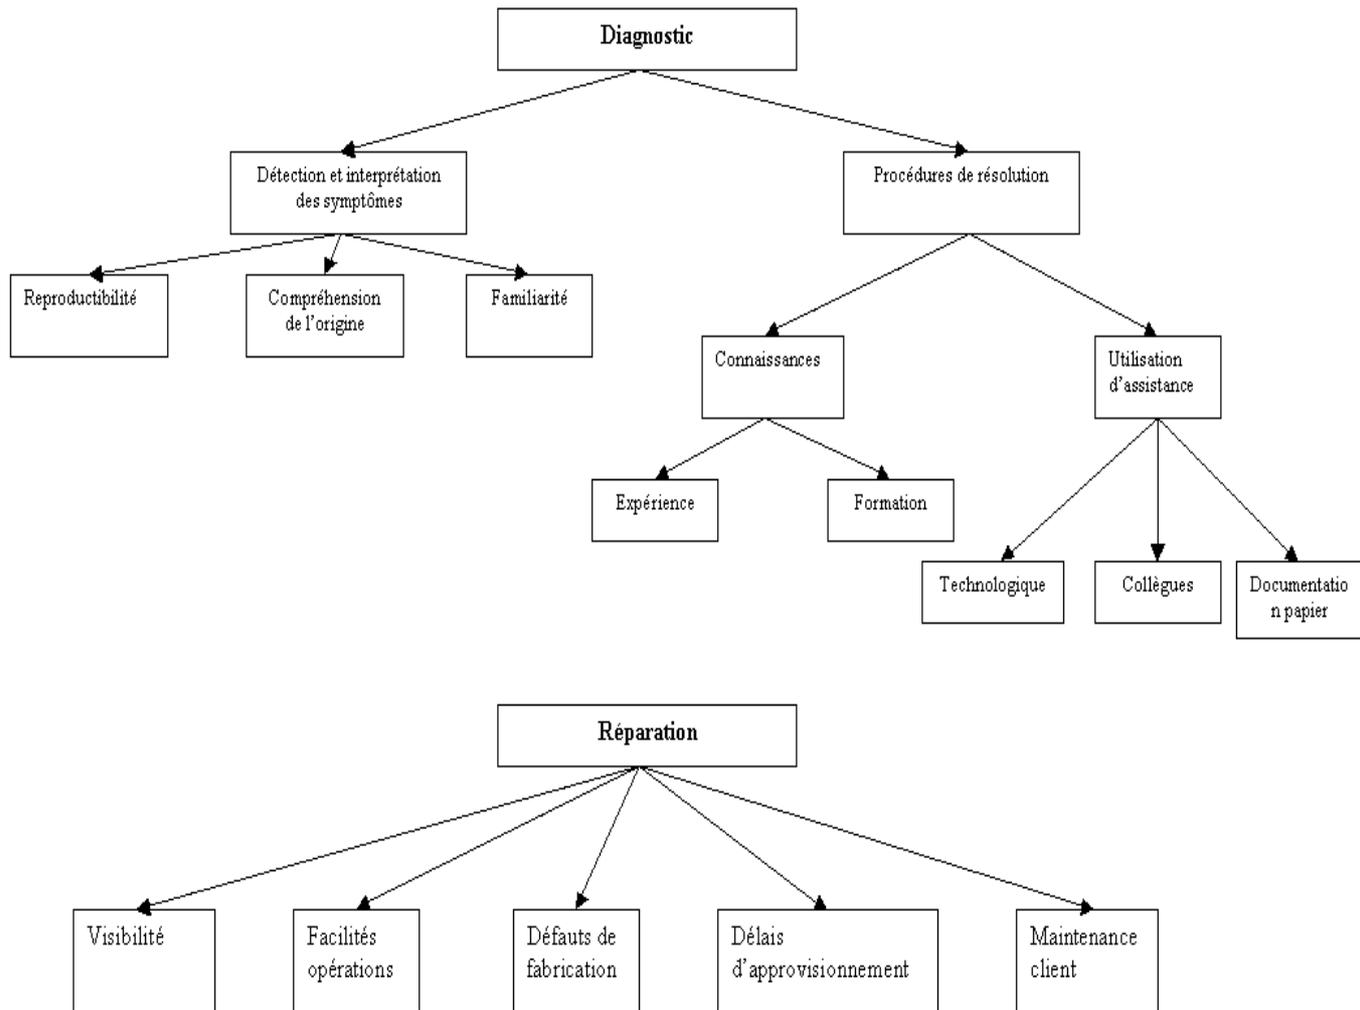 Diagnostic
Détection et interprétation
des symptômes
Procédures de résolution
Reproductibilité
Compréhension
de l'origine
Familiarité
Connaissances
Utilisation
d'assistance
Expérience
Formation
Technologique
Collègues
Documentatio
n papier
Réparation
Visibilité
Facilités
opérations
Défauts de
fabrication
Délais
d'approvisionnement
Maintenance
client